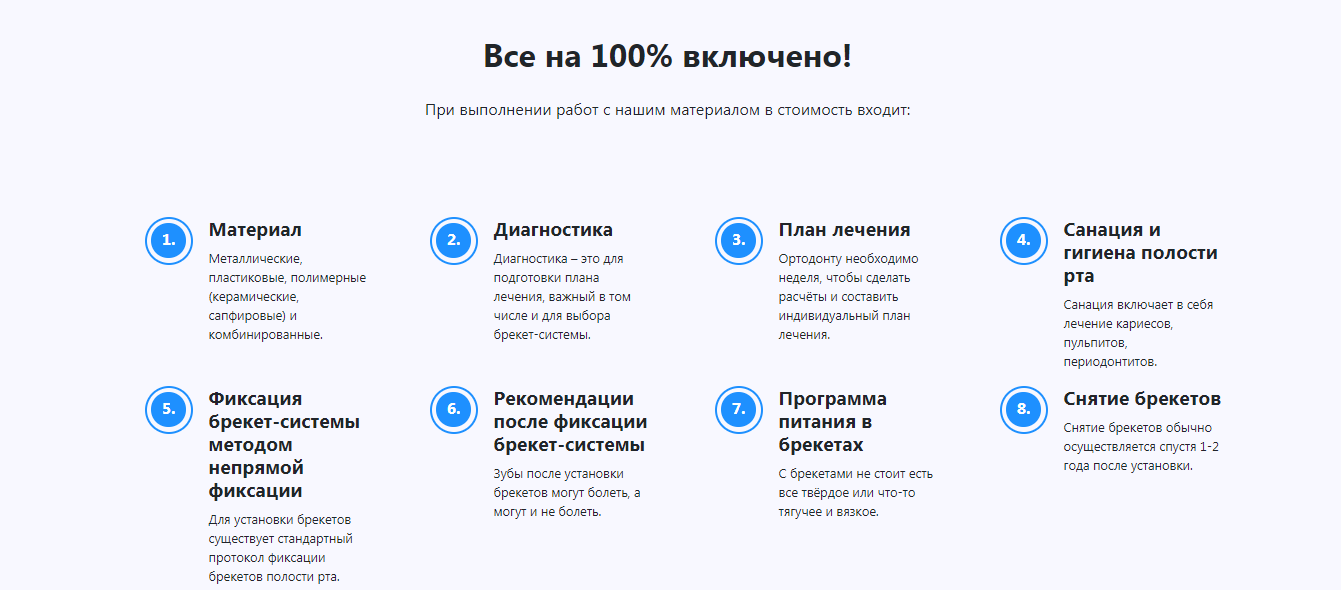 Все на 100% включено!
При выполнении работ с нашим материалом в стоимость входит:
1.
Материал
Металлические,
пластиковые, полимерные
(керамические,
сапфировые) и
комбинированные.
2.
Диагностика
Диагностика – это для
подготовки плана
лечения, важный в том
числе и для выбора
брекет-системы.
3.
План лечения
Ортодонту необходимо
неделя, чтобы сделать
расчёты и составить
индивидуальный план
лечения.
4.
Санация и
гигиена полости
рта
Санация включает в себя
лечение кариесов,
пульпитов,
периодонтитов.
5.
Фиксация
брекет-системы
методом
непрямой
фиксации
Для установки брекетов
существует стандартный
протокол фиксации
брекетов полости рта.
6.
Рекомендации
после фиксации
брекет-системы
Зубы после установки
брекетов могут болеть, а
могут и не болеть.
7.
Программа
питания в
брекетах
С брекетами не стоит есть
все твёрдое или что-то
тягучее и вязкое.
8.
Снятие брекетов
Снятие брекетов обычно
осуществляется спустя 1-2
года после установки.